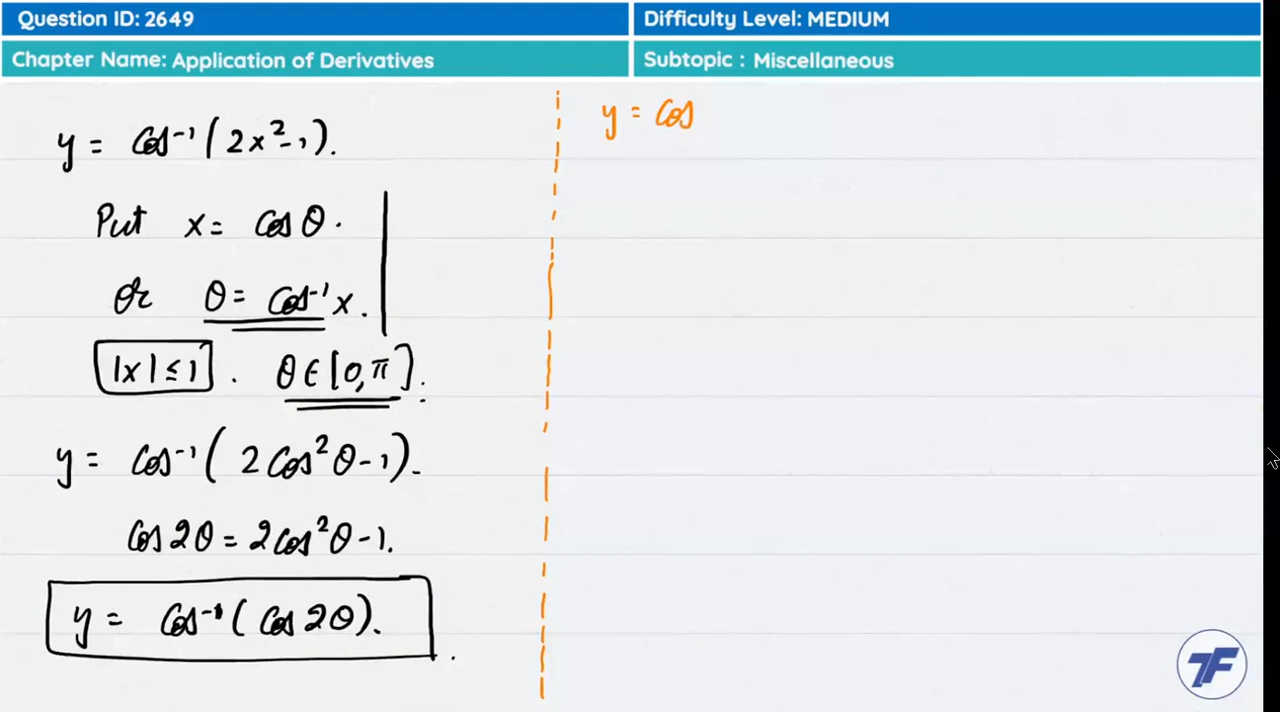 Question ID: 2649
Difficulty Level: MEDIUM
Chapter Name: Application of Derivatives
Subtopic : Miscellaneous
y = Cos⁻¹(2x²-1).
Put x = Cos θ.
Or θ = Cos⁻¹ x.
|x| ≤ 1. θ ∈ [0, π].
y = Cos⁻¹(2Cos²θ-1).
Cos 2θ = 2Cos²θ-1.
y = Cos⁻¹(Cos 2θ).
y = Cos
TF